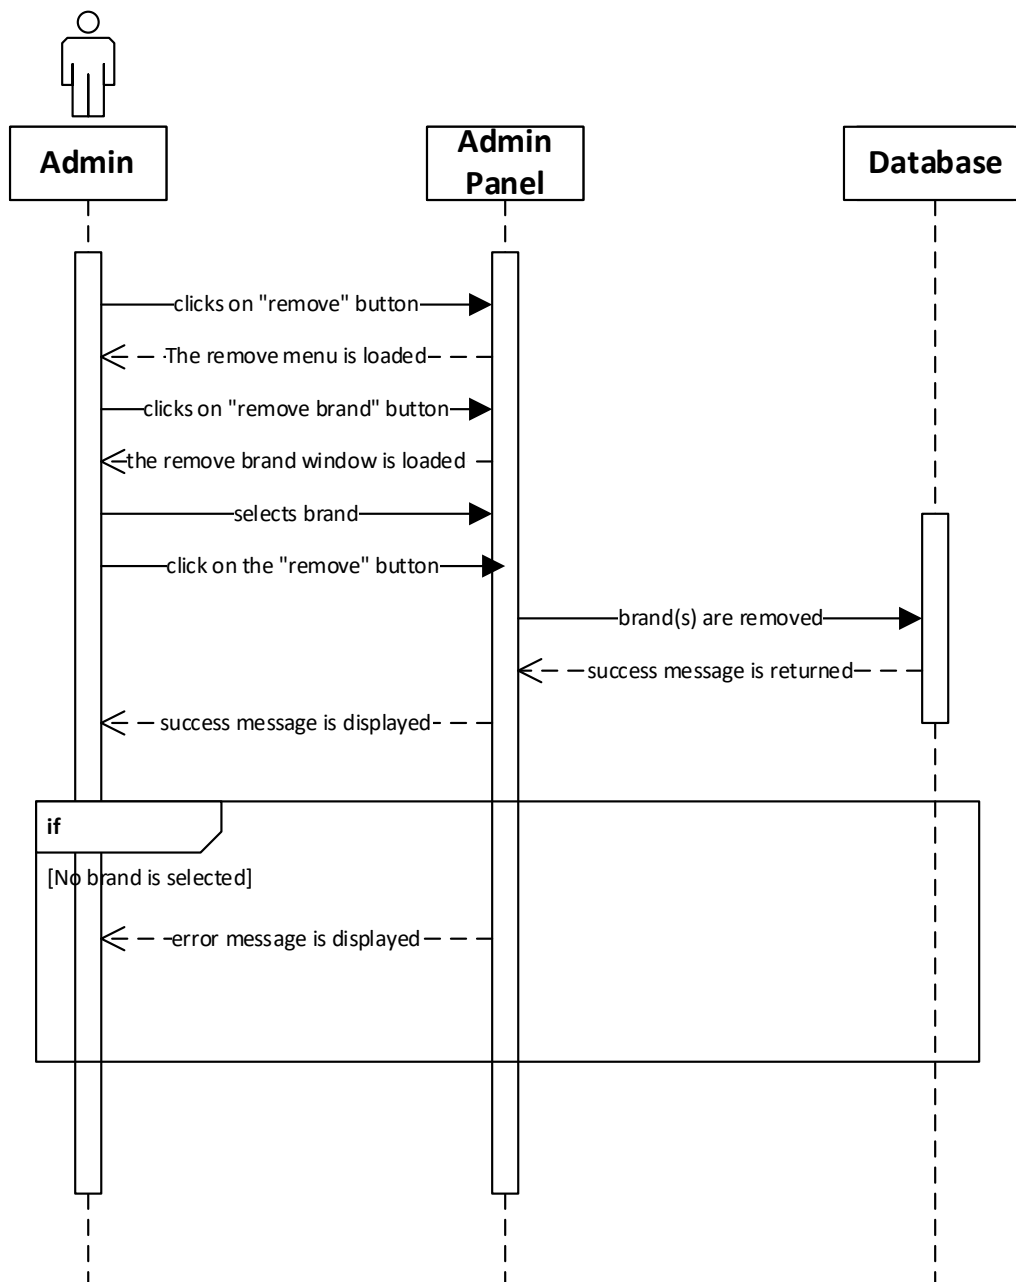 Admin
Admin
Panel
Database
clicks on "remove" button
The remove menu is loaded
clicks on "remove brand" button
the remove brand window is loaded
selects brand
click on the "remove" button
brand(s) are removed
success message is returned
success message is displayed
if
[No brand is selected]
error message is displayed